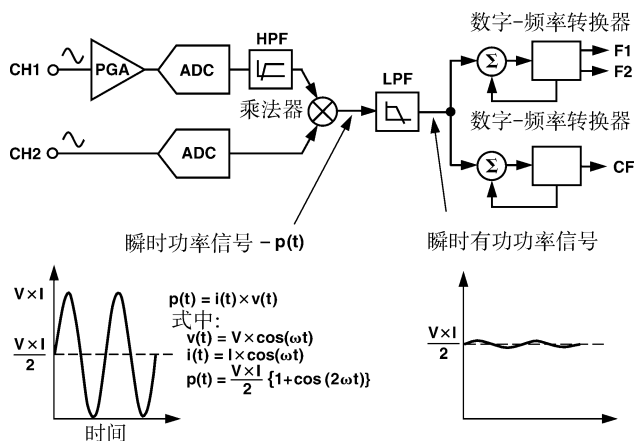 数字-频率转换器
HPF
F1
CH1
PGA
ADC
LPF
Σ
F2
乘法器
数字-频率转换器
CH2
ADC
Σ
CF
瞬时功率信号 – p(t)
瞬时有功功率信号
V×I
p(t) = i(t)×v(t)
式中:
v(t) = V×cos(ωt)
i(t) = I×cos(ωt)
p(t) = V×I/2 {1+cos (2ωt)}
V×I
2
时间
V×I
2